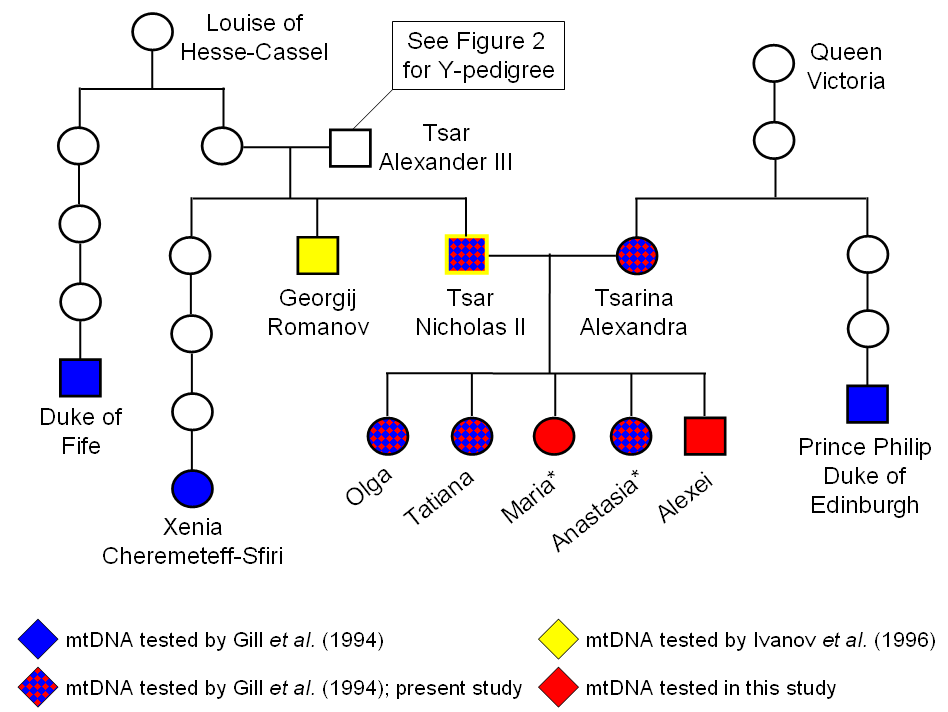 Louise of
Hesse-Cassel
See Figure 2
for Y-pedigree
Queen
Victoria
Tsar
Alexander III
Georgij
Romanov
Tsar
Nicholas II
Tsarina
Alexandra
Duke of
Fife
Olga
Tatiana
Maria*
Anastasia*
Alexei
Prince Philip
Duke of
Edinburgh
Xenia
Cheremeteff-Sfiri
mtDNA tested by Gill et al. (1994)
mtDNA tested by Ivanov et al. (1996)
mtDNA tested by Gill et al. (1994); present study
mtDNA tested in this study